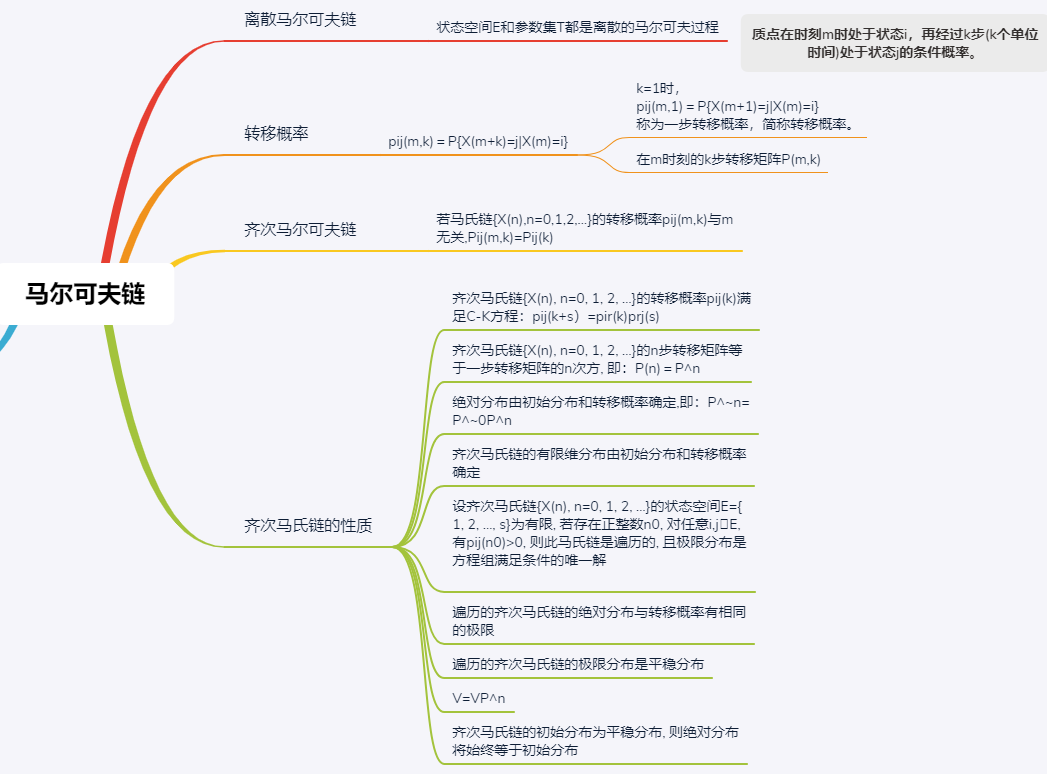 离散马尔可夫链
状态空间E和参数集T都是离散的马尔可夫过程
质点在时刻m时处于状态i，再经过k步(k个单位
时间)处于状态j的条件概率。
转移概率
pij(m,k) = P{X(m+k)=j|X(m)=i}
k=1时，
pij(m,1) = P{X(m+1)=j|X(m)=i}
称为一步转移概率，简称转移概率。
在m时刻的k步转移矩阵P(m,k)
齐次马尔可夫链
若马氏链{X(n),n=0,1,2,...}的转移概率pij(m,k)与m
无关,Pij(m,k)=Pij(k)
马尔可夫链
齐次马氏链的性质
齐次马氏链{X(n), n=0, 1, 2, ...}的转移概率pij(k)满
足C-K方程：pij(k+s）=pir(k)prj(s)
齐次马氏链{X(n), n=0, 1, 2, ...}的n步转移矩阵等
于一步转移矩阵的n次方, 即：P(n) = P^n
绝对分布由初始分布和转移概率确定,即：P^~n=
P^~0P^n
齐次马氏链的有限维分布由初始分布和转移概率
确定
设齐次马氏链{X(n), n=0, 1, 2, ...}的状态空间E={
1, 2, ..., s}为有限, 若存在正整数n0, 对任意i,j▯E,
有pij(n0)>0, 则此马氏链是遍历的, 且极限分布是
方程组满足条件的唯一解
遍历的齐次马氏链的绝对分布与转移概率有相同
的极限
遍历的齐次马氏链的极限分布是平稳分布
V=VP^n
齐次马氏链的初始分布为平稳分布, 则绝对分布
将始终等于初始分布